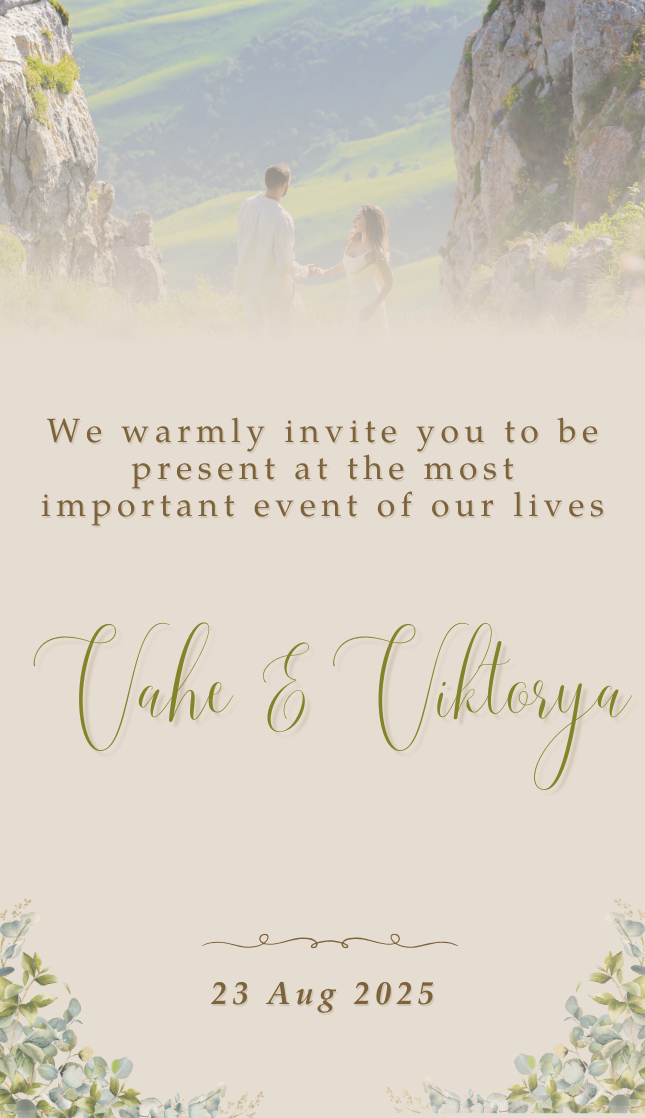 We warmly invite you to be
present at the most
important event of our lives
Vahe & Viktorya
23 Aug 2025